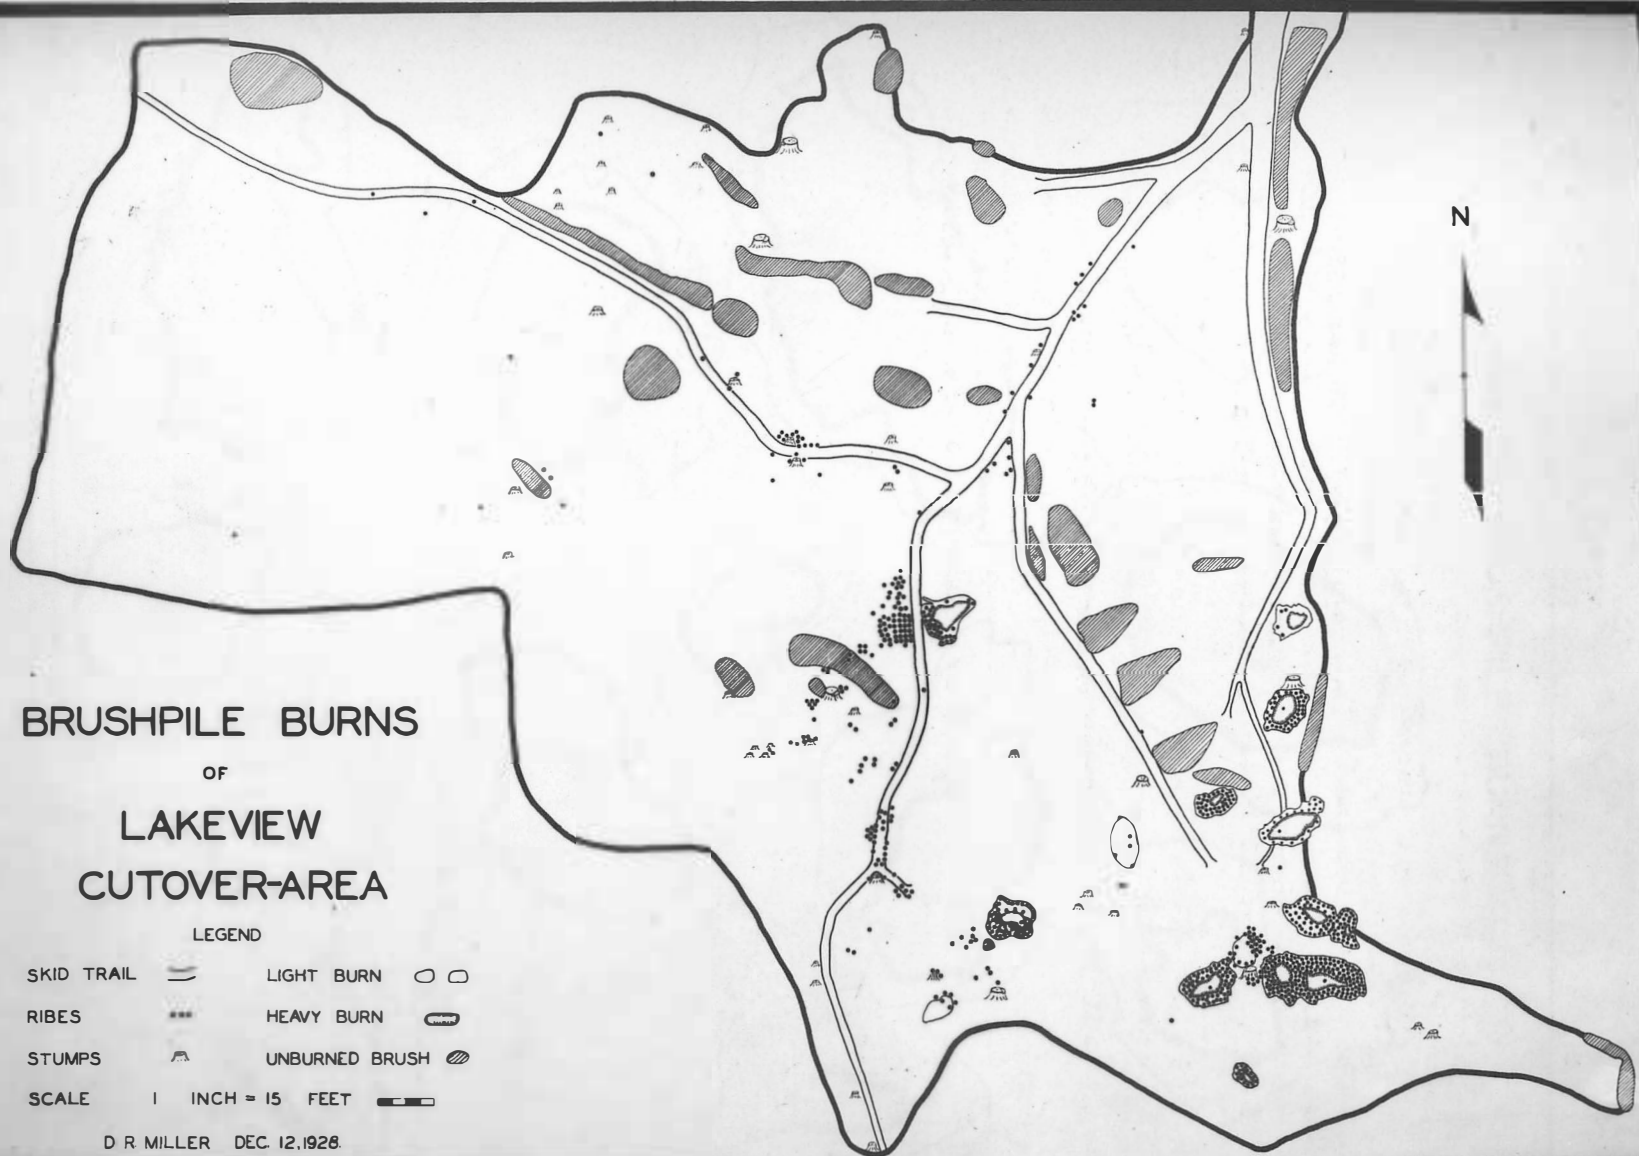 N
BRUSHPILE BURNS
OF
LAKEVIEW
CUTOVER-AREA
LEGEND
SKID TRAIL LIGHT BURN
RIBES HEAVY BURN
STUMPS UNBURNED BRUSH
SCALE 1 INCH = 15 FEET
D R MILLER DEC. 12, 1928.